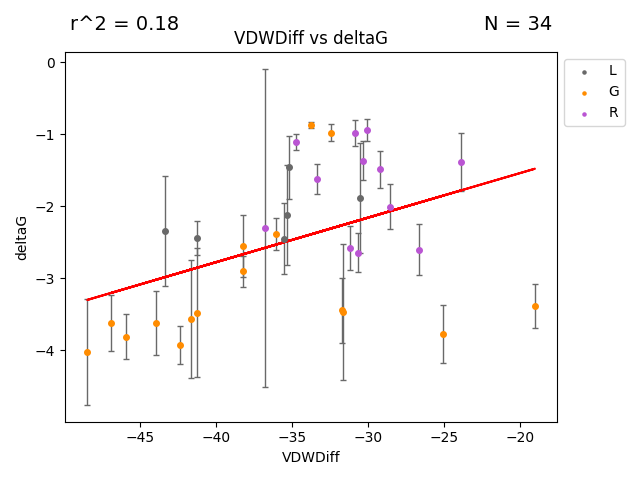 r^2 = 0.18
N = 34
VDWDiff vs deltaG
L
G
R
0
−1
−2
−3
−4
deltaG
−45
−40
−35
−30
−25
−20
VDWDiff